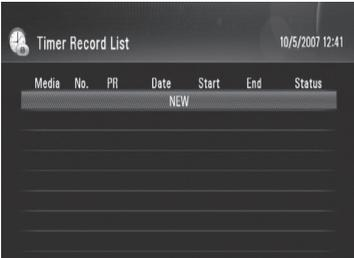 Timer Record List 10/5/2007 12:41
Media No. PR Date Start End Status
NEW